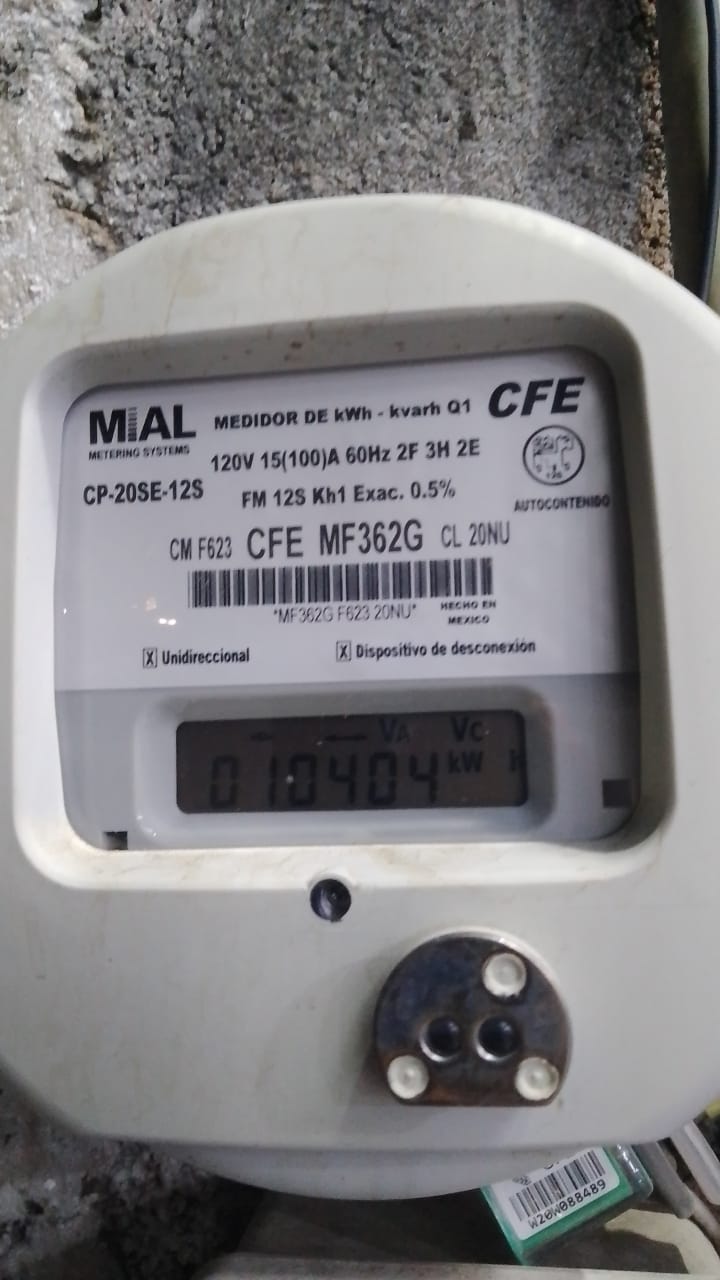 MIAL
METERING SYSTEMS
MEDIDOR DE kWh - kvarh Q1
CFE
120V 15(100)A 60Hz 2F 3H 2E
CP-20SE-12S
FM 12S Kh1 Exac. 0.5%
AUTOCONTENIDO
CM F623 CFE MF362G CL 20NU
*MF362G F623 20NU*
HECHO EN
MEXICO
X Unidireccional
X Dispositivo de desconexión
VA VC
010404 kW h
W20W088489